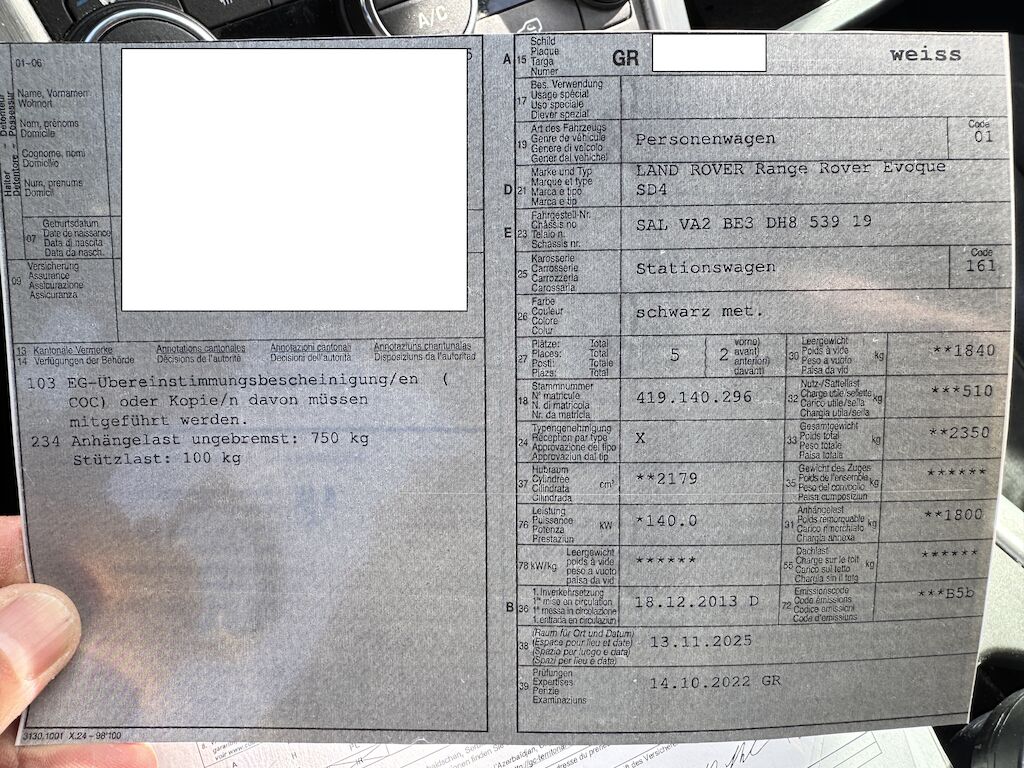 A/C
01-06
Name, Vornamen
Wohnort
Nom, prénoms
Domicile
Cognome, nomi
Domicilio
Num, prenums
Domicil
Halter Detenteur
Detentore - Possessur
07 Geburtsdatum
Date de naissance
Data di nascita
Data da nasch.
09 Versicherung
Assurance
Assicurazione
Assicuranza
13 Kantonale Vermerke Annotations cantonales Annotazioni cantonali Annotaziuns chantunalas
14 Verfügungen der Behörde Décisions de l'autorité Decisioni dell'autorità Disposiziuns da l'autoritad
103 EG-Übereinstimmungsbescheinigung/en (
COC) oder Kopie/n davon müssen
mitgeführt werden.
234 Anhängelast ungebremst: 750 kg
Stützlast: 100 kg
3130.1001 X.24 – 98'100
A 15 Schild
Plaque
Targa
Numer
GR weiss
17 Bes. Verwendung
Usage spécial
Uso speciale
Diever spezial
19 Art des Fahrzeugs
Genre de véhicule
Genere di veicolo
Gener dal vehichel
Personenwagen
Code
01
D 21 Marke und Typ
Marque et type
Marca e tipo
Marca e tip
LAND ROVER Range Rover Evoque
SD4
E 23 Fahrgestell-Nr.
Châssis no
Telaio n.
Schassis nr.
SAL VA2 BE3 DH8 539 19
25 Karosserie
Carrosserie
Carrozzeria
Carossaria
Stationswagen
Code
161
26 Farbe
Couleur
Colore
Colur
schwarz met.
27 Plätze: Total
Places: Total
Posti: Totale
Plazs: Total
5
2
vorne
avant
anteriori
davant
30 Leergewicht
Poids à vide
Peso a vuoto
Paisa da vid
kg
**1840
18 Stammnummer
N° matricule
N. di matricola
Nr. da matricla
419.140.296
32 Nutz-/Sattellast
Charge utile/sellette
Carico utile/sella
Chargia utila/sella
kg
***510
24 Typengenehmigung
Réception par type
Approvazione del tipo
Approvaziun dal tip
X
33 Gesamtgewicht
Poids total
Peso totale
Paisa totala
kg
**2350
37 Hubraum
Cylindrée
Cilindrata
Cilindrada
cm³
**2179
35 Gewicht des Zuges
Poids de l'ensemble
Peso del convoglio
Paisa cumposiziun
kg
******
76 Leistung
Puissance
Potenza
Prestaziun
kW
*140.0
31 Anhängelast
Poids remorquable
Carico rimorchiato
Chargia annexa
kg
**1800
78 kW/kg Leergewicht
poids à vide
peso a vuoto
paisa da vid
******
55 Dachlast
Charge sur le toit
Carico sul tetto
Chargia sin il tetg
kg
******
B 36 1. Inverkehrsetzung
1re mise en circulation
1a messa in circolazione
1. entrada en circulaziun
18.12.2013 D
72 Emissionscode
Code émissions
Codice emissioni
Code d'emissiuns
***B5b
38 (Raum für Ort und Datum)
(Espace pour lieu et date)
(Spazio per luogo e data)
(Spazi per lieu e data)
13.11.2025
39 Prüfungen
Expertises
Perizie
Examinaziuns
14.10.2022 GR